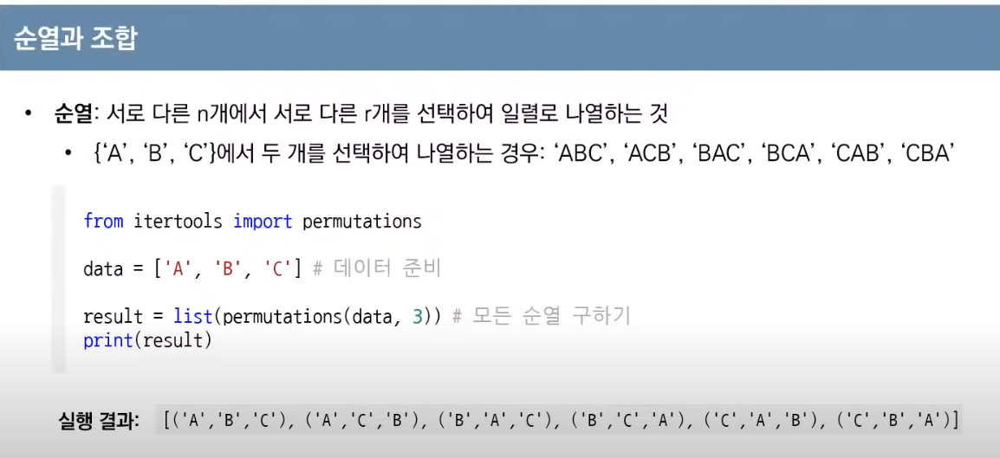 순열과 조합
• 순열: 서로 다른 n개에서 서로 다른 r개를 선택하여 일렬로 나열하는 것
• {‘A’, ‘B’, ‘C’}에서 두 개를 선택하여 나열하는 경우: ‘ABC’, ‘ACB’, ‘BAC’, ‘BCA’, ‘CAB’, ‘CBA’
from itertools import permutations
data = ['A', 'B', 'C'] # 데이터 준비
result = list(permutations(data, 3)) # 모든 순열 구하기
print(result)
실행 결과: [('A','B','C'), ('A','C','B'), ('B','A','C'), ('B','C','A'), ('C','A','B'), ('C','B','A')]